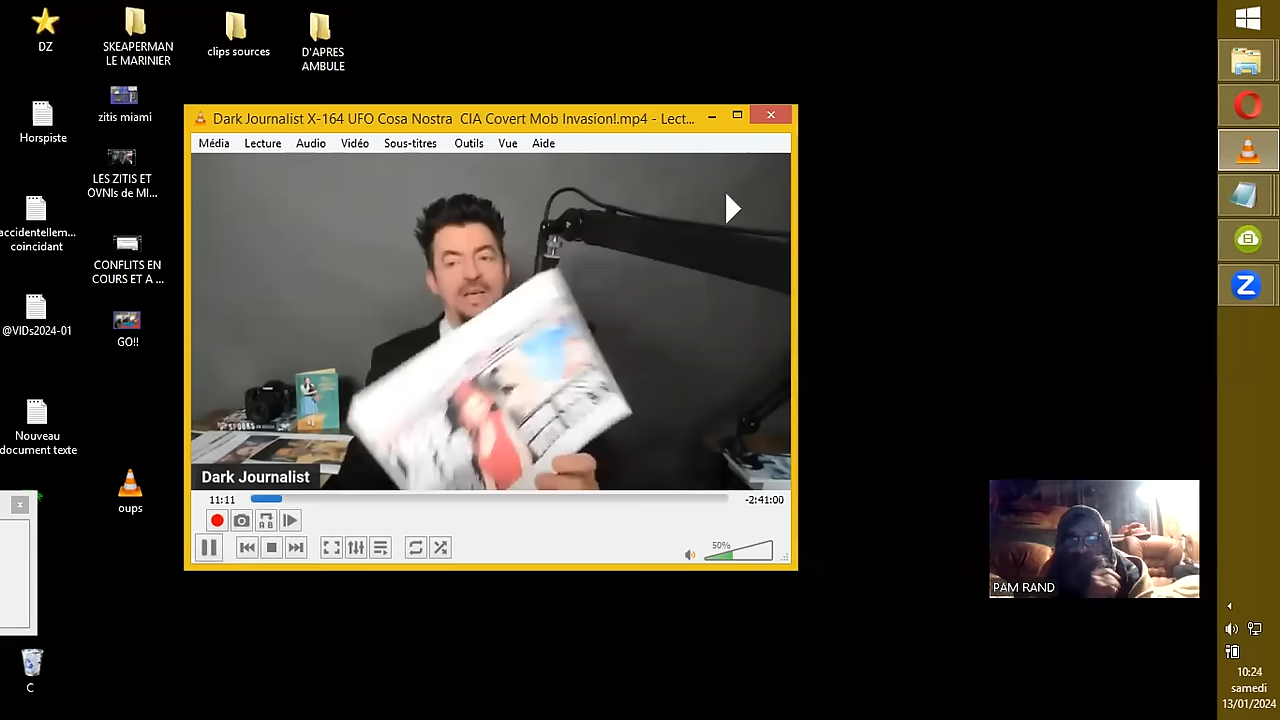 DZ
SKEAPERMAN
LE MARINIER
clips sources
D'APRES
AMBULE
Horspiste
zitis miami
LES ZITIS ET
OVNIs de MI...
accidentellem...
coincidant
CONFLITS EN
COURS ET A ...
@VIDs2024-01
GO!!
Nouveau
document texte
oups
x
C
Dark Journalist X-164 UFO Cosa Nostra  CIA Covert Mob Invasion!.mp4 - Lect...
Média Lecture Audio Vidéo Sous-titres Outils Vue Aide
SPOOKS
Dark Journalist
11:11
-2:41:00
A B
50%
PAM RAND
Z
10:24
samedi
13/01/2024